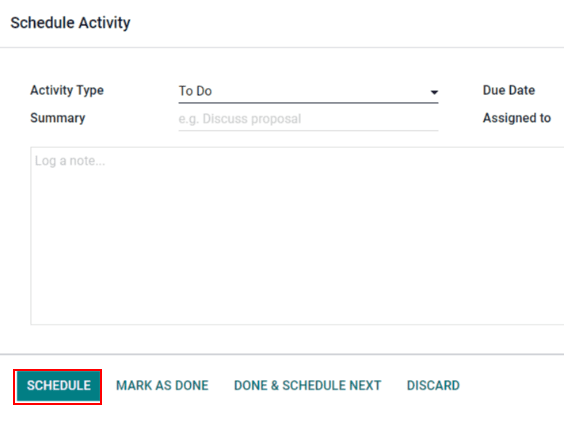 Schedule Activity
Activity Type To Do Due Date
Summary e.g. Discuss proposal Assigned to
Log a note...
SCHEDULE MARK AS DONE DONE & SCHEDULE NEXT DISCARD